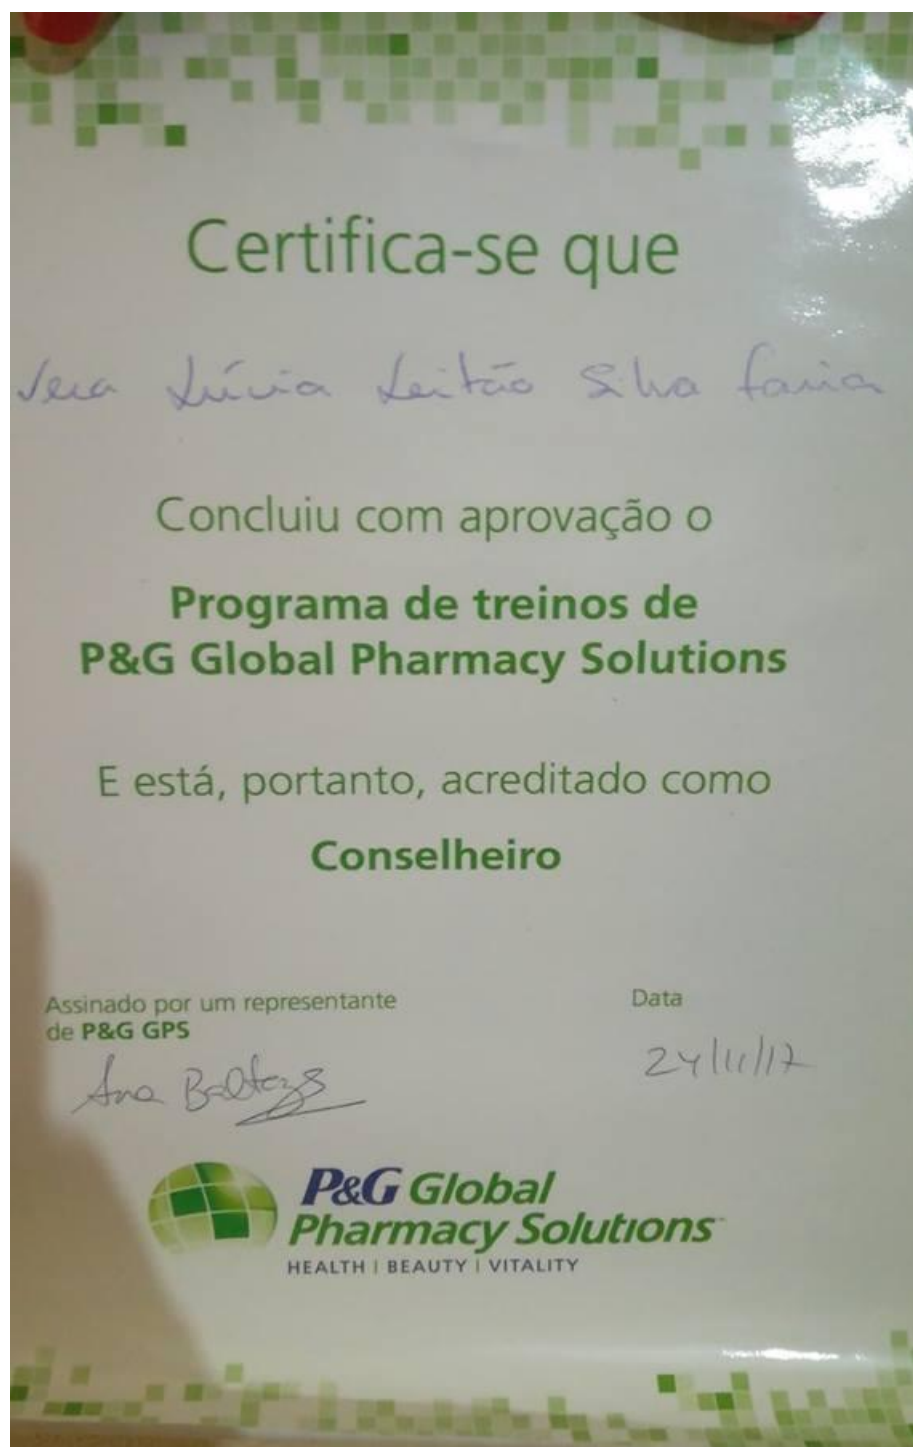 Certifica-se que
Vera Lúcia Leitão Silva Faria
Concluiu com aprovação o
Programa de treinos de
P&G Global Pharmacy Solutions
E está, portanto, acreditado como
Conselheiro
Assinado por um representante
de P&G GPS
Data
Ana Baltazar
24/11/17
P&G Global
Pharmacy Solutions
HEALTH | BEAUTY | VITALITY